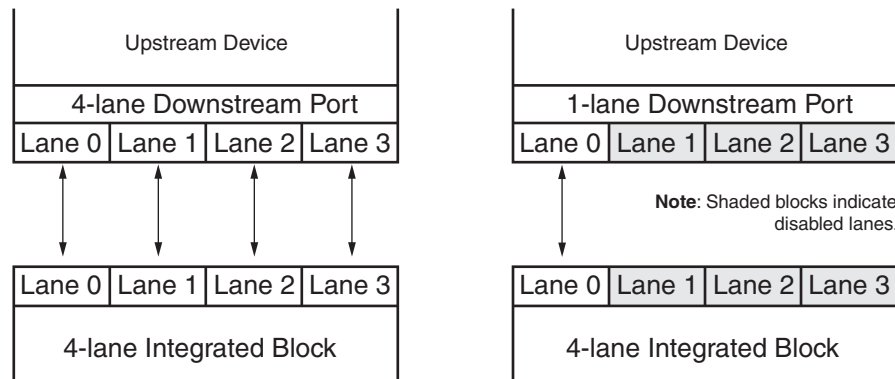 Upstream Device
4-lane Downstream Port
Lane 0 Lane 1 Lane 2 Lane 3
Lane 0 Lane 1 Lane 2 Lane 3
4-lane Integrated Block
Upstream Device
1-lane Downstream Port
Lane 0 Lane 1 Lane 2 Lane 3
Note: Shaded blocks indicate
disabled lanes.
Lane 0 Lane 1 Lane 2 Lane 3
4-lane Integrated Block